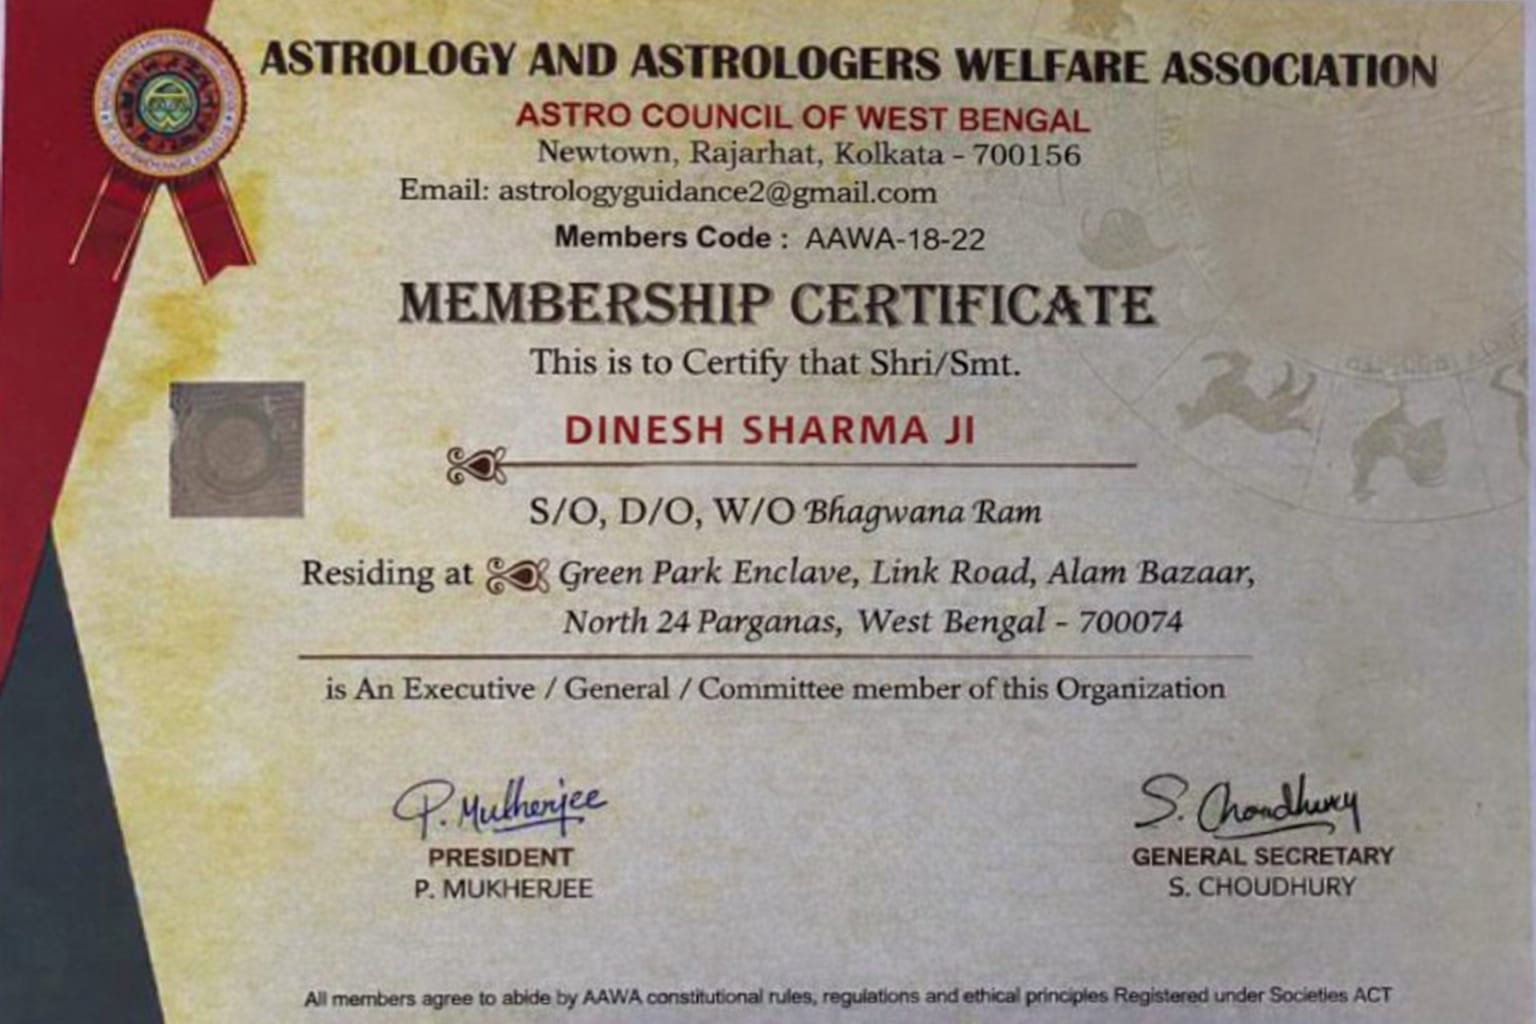 ASTROLOGY AND ASTROLOGERS WELFARE ASSOCIATION
ASTRO COUNCIL OF WEST BENGAL
Newtown, Rajarhat, Kolkata - 700156
Email: astrologyguidance2@gmail.com
Members Code : AAWA-18-22
MEMBERSHIP CERTIFICATE
This is to Certify that Shri/Smt.
DINESH SHARMA JI
S/O, D/O, W/O Bhagwana Ram
Residing at Green Park Enclave, Link Road, Alam Bazaar,
North 24 Parganas, West Bengal - 700074
is An Executive / General / Committee member of this Organization
P. Mukherjee
PRESIDENT
P. MUKHERJEE
S. Choudhury
GENERAL SECRETARY
S. CHOUDHURY
All members agree to abide by AAWA constitutional rules, regulations and ethical principles Registered under Societies ACT